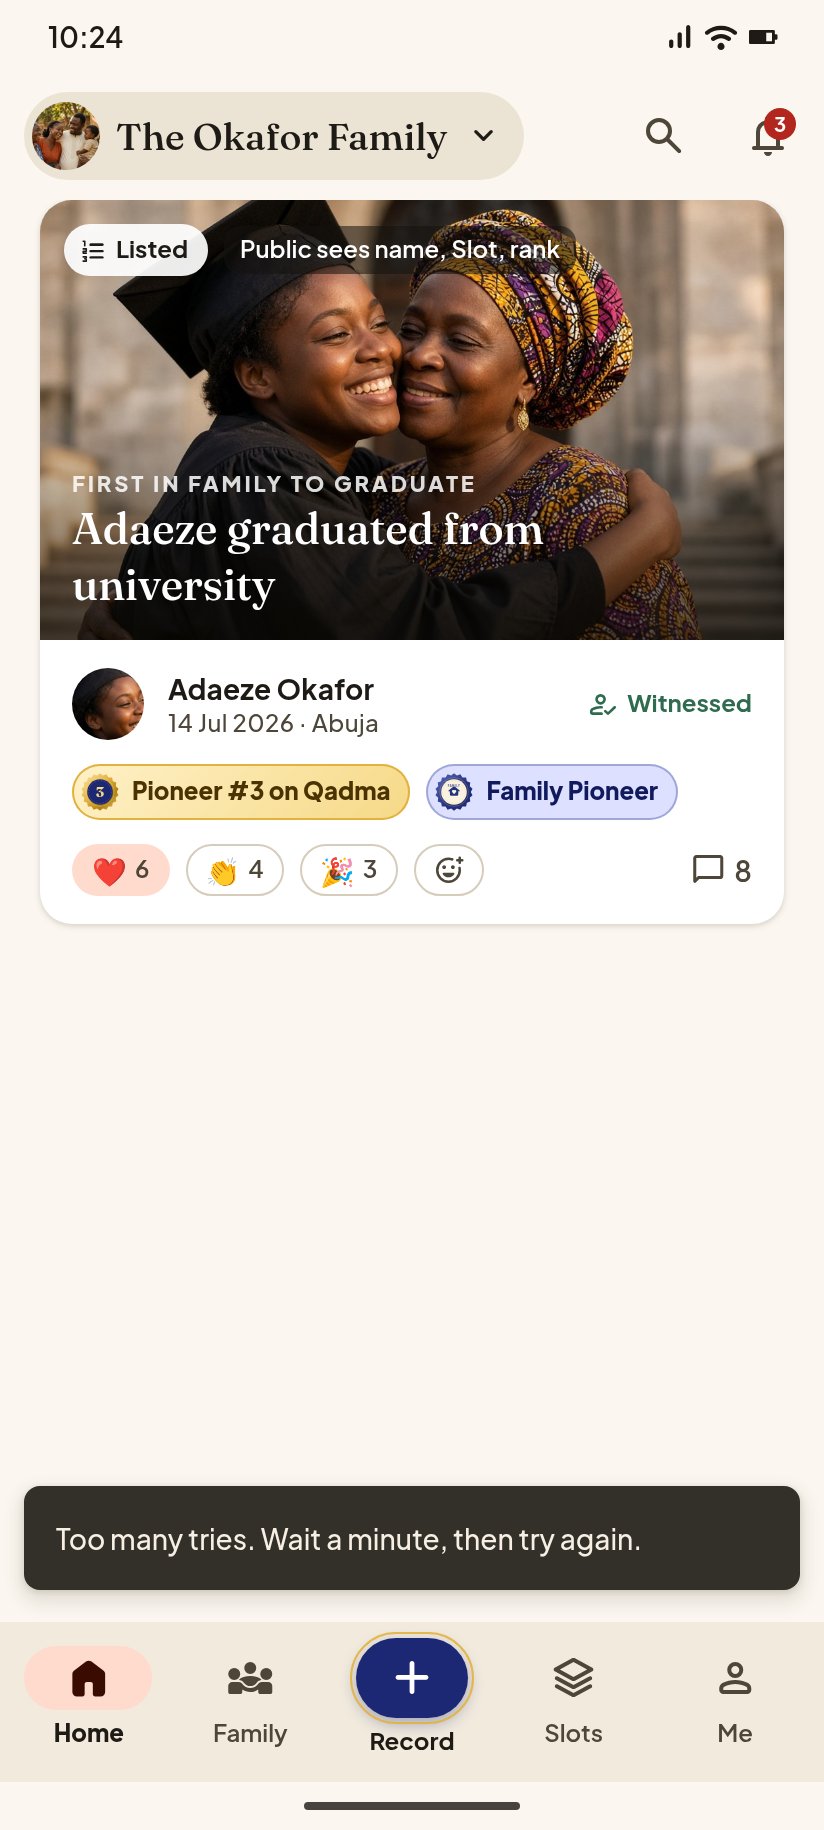 10:24
The Okafor Family
3
Listed
Public sees name, Slot, rank
FIRST IN FAMILY TO GRADUATE
Adaeze graduated from
university
Adaeze Okafor
14 Jul 2026 · Abuja
Witnessed
3
Pioneer #3 on Qadma
Family Pioneer
❤️ 6
👏 4
🎉 3
8
Too many tries. Wait a minute, then try again.
Home
Family
Record
Slots
Me